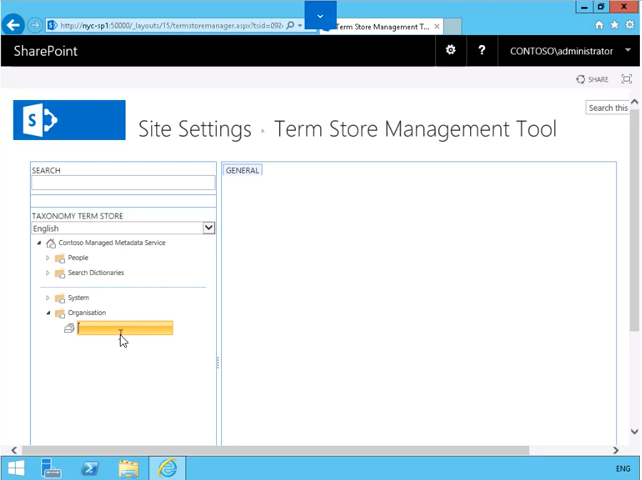 http://nyc-sp1:50000/_layouts/15/termstoremanager.aspx?tsid=092
Term Store Management T...
SharePoint
?
CONTOSO\administrator
SHARE
Search this
S
Site Settings · Term Store Management Tool
SEARCH
GENERAL
TAXONOMY TERM STORE
English
Contoso Managed Metadata Service
People
Search Dictionaries
System
Organisation
ENG